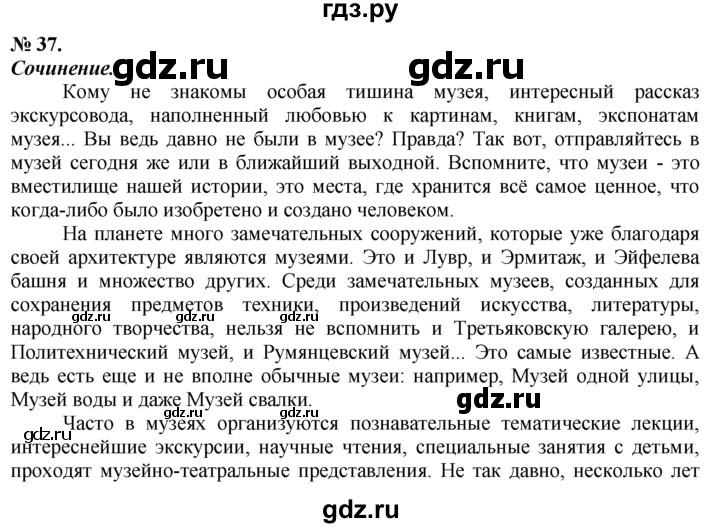 гдз.ру
№ 37.
Сочинение.
gdz.ru
gdz.ru
Кому не знакомы особая тишина музея, интересный рассказ
экскурсовода, наполненный любовью к картинам, книгам, экспонатам
музея... Вы ведь давно не были в музее? Правда? Так вот, отправляйтесь в
музей сегодня же или в ближайший выходной. Вспомните, что музеи - это
вместилище нашей истории, это места, где хранится всё самое ценное, что
когда-либо было изобретено и создано человеком.
На планете много замечательных сооружений, которые уже благодаря
своей архитектуре являются музеями. Это и Лувр, и Эрмитаж, и Эйфелева
башня и множество других. Среди замечательных музеев, созданных для
сохранения предметов техники, произведений искусства, литературы,
gdz.ru
gdz.ru
gdz.ru
народного творчества, нельзя не вспомнить и Третьяковскую галерею, и
Политехнический музей, и Румянцевский музей... Это самые известные. А
ведь есть еще и не вполне обычные музеи: например, Музей одной улицы,
Музей воды и даже Музей свалки.
gdz.ru
Часто в музеях организуются познавательные тематические лекции,
gdz.ru
gdz.ru
gdz.ru
интереснейшие экскурсии, научные чтения, специальные занятия с детьми,
проходят музейно-театральные представления. Не так давно, несколько лет
gdz.ru